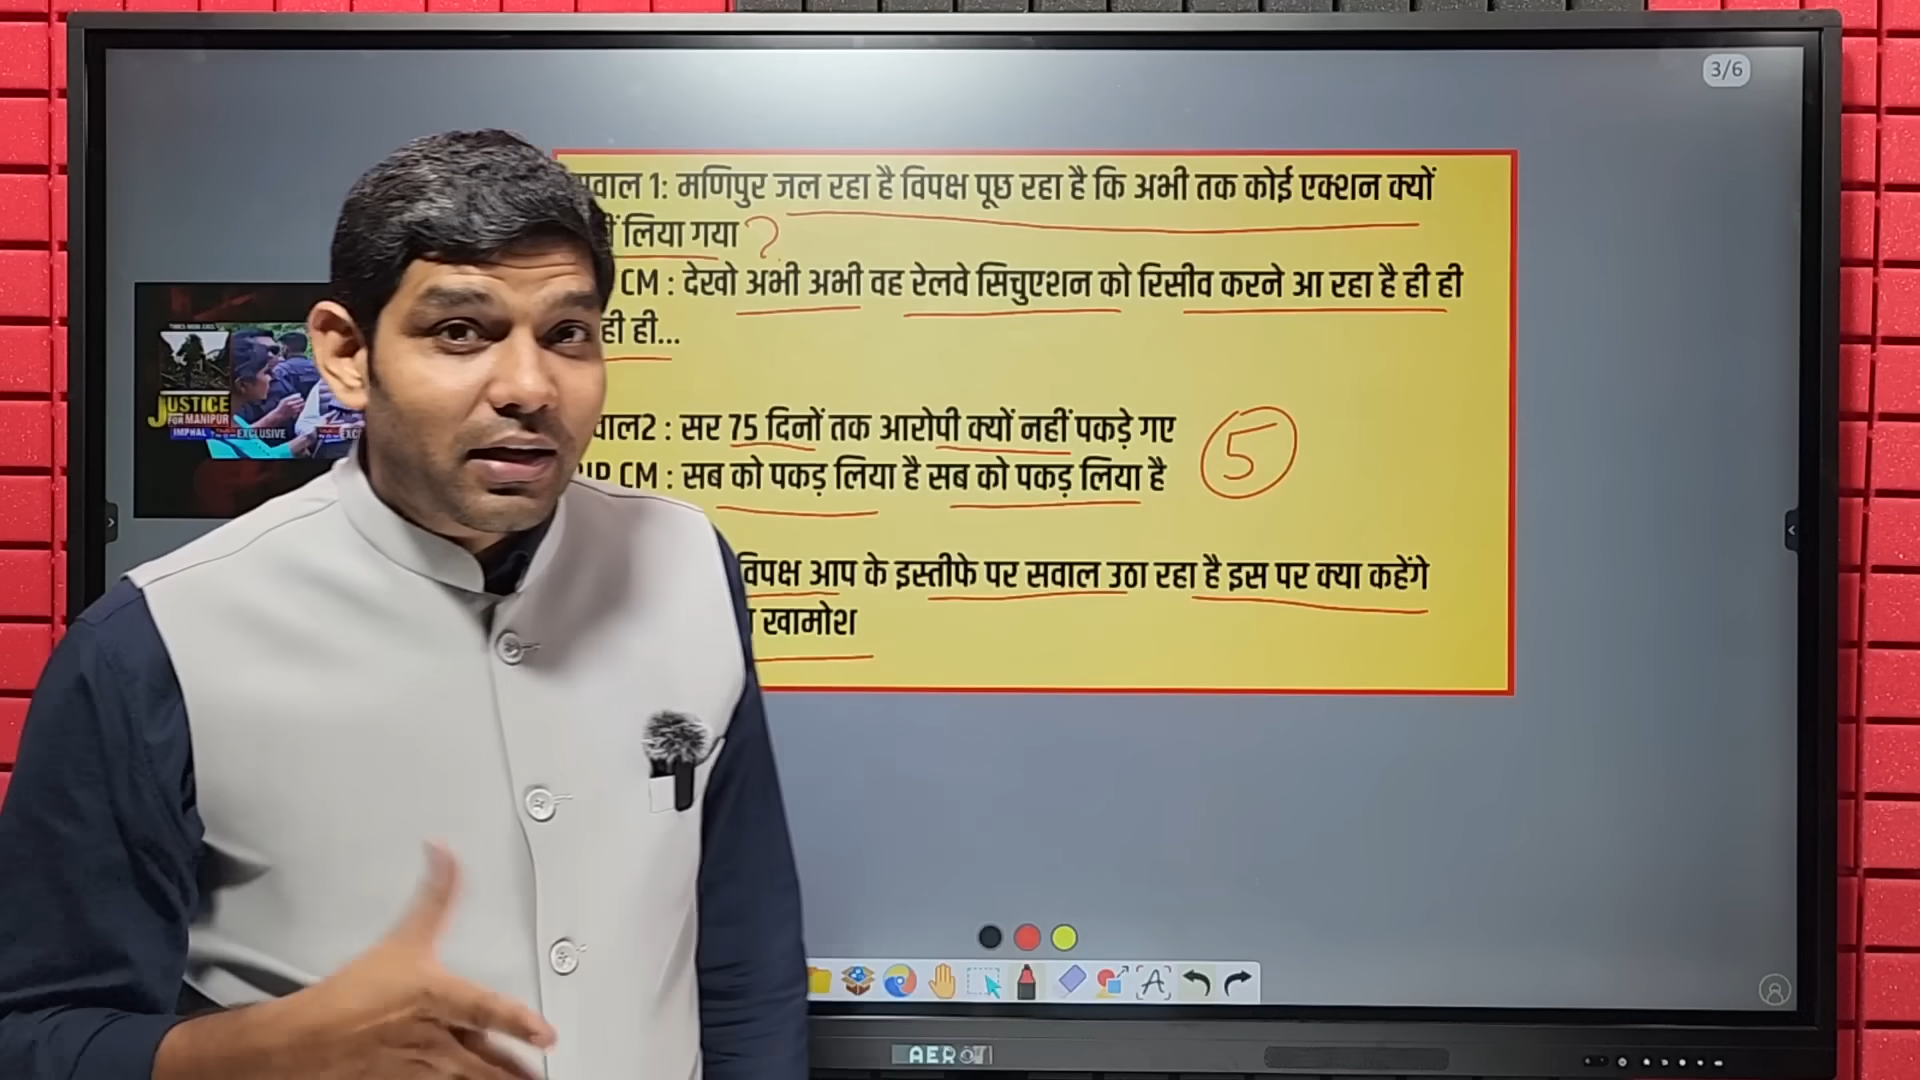 3/6
सवाल 1: मणिपुर जल रहा है विपक्ष पूछ रहा है कि अभी तक कोई एक्शन क्यों
लिया गया ?
CM : देखो अभी अभी वह रेलवे सिचुएशन को रिसीव करने आ रहा है ही ही
ही ही...
सर 75 दिनों तक आरोपी क्यों नहीं पकड़े गए
CM : सब को पकड़ लिया है सब को पकड़ लिया है
5
विपक्ष आप के इस्तीफे पर सवाल उठा रहा है इस पर क्या कहेंगे
खामोश
JUSTICE
FOR MANIPUR
IMPHAL
EXCLUSIVE
A